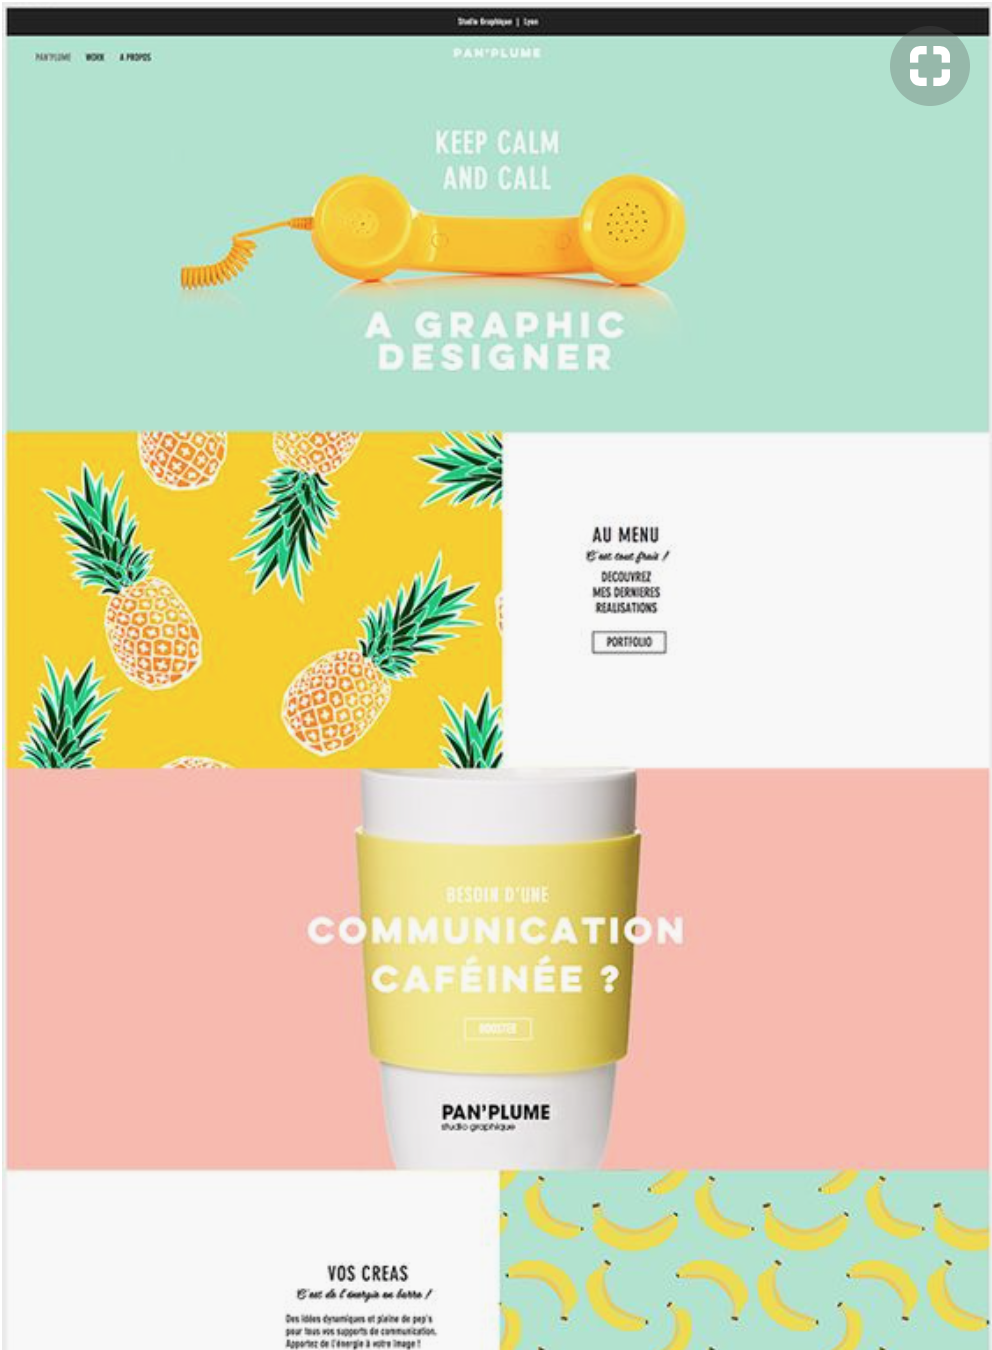 Studio Graphique | Lyon
PAN'PLUME WORK A PROPOS
PAN'PLUME
KEEP CALM
AND CALL
A GRAPHIC
DESIGNER
AU MENU
C'est tout frais !
DECOUVREZ
MES DERNIERES
REALISATIONS
PORTFOLIO
BESOIN D'UNE
COMMUNICATION
CAFÉINÉE ?
BOOSTER
PAN'PLUME
studio graphique
VOS CREAS
C'est de l'énergie en barre !
Des idées dynamiques et pleine de pep's
pour tous vos supports de communication.
Apportez de l'énergie à votre image !